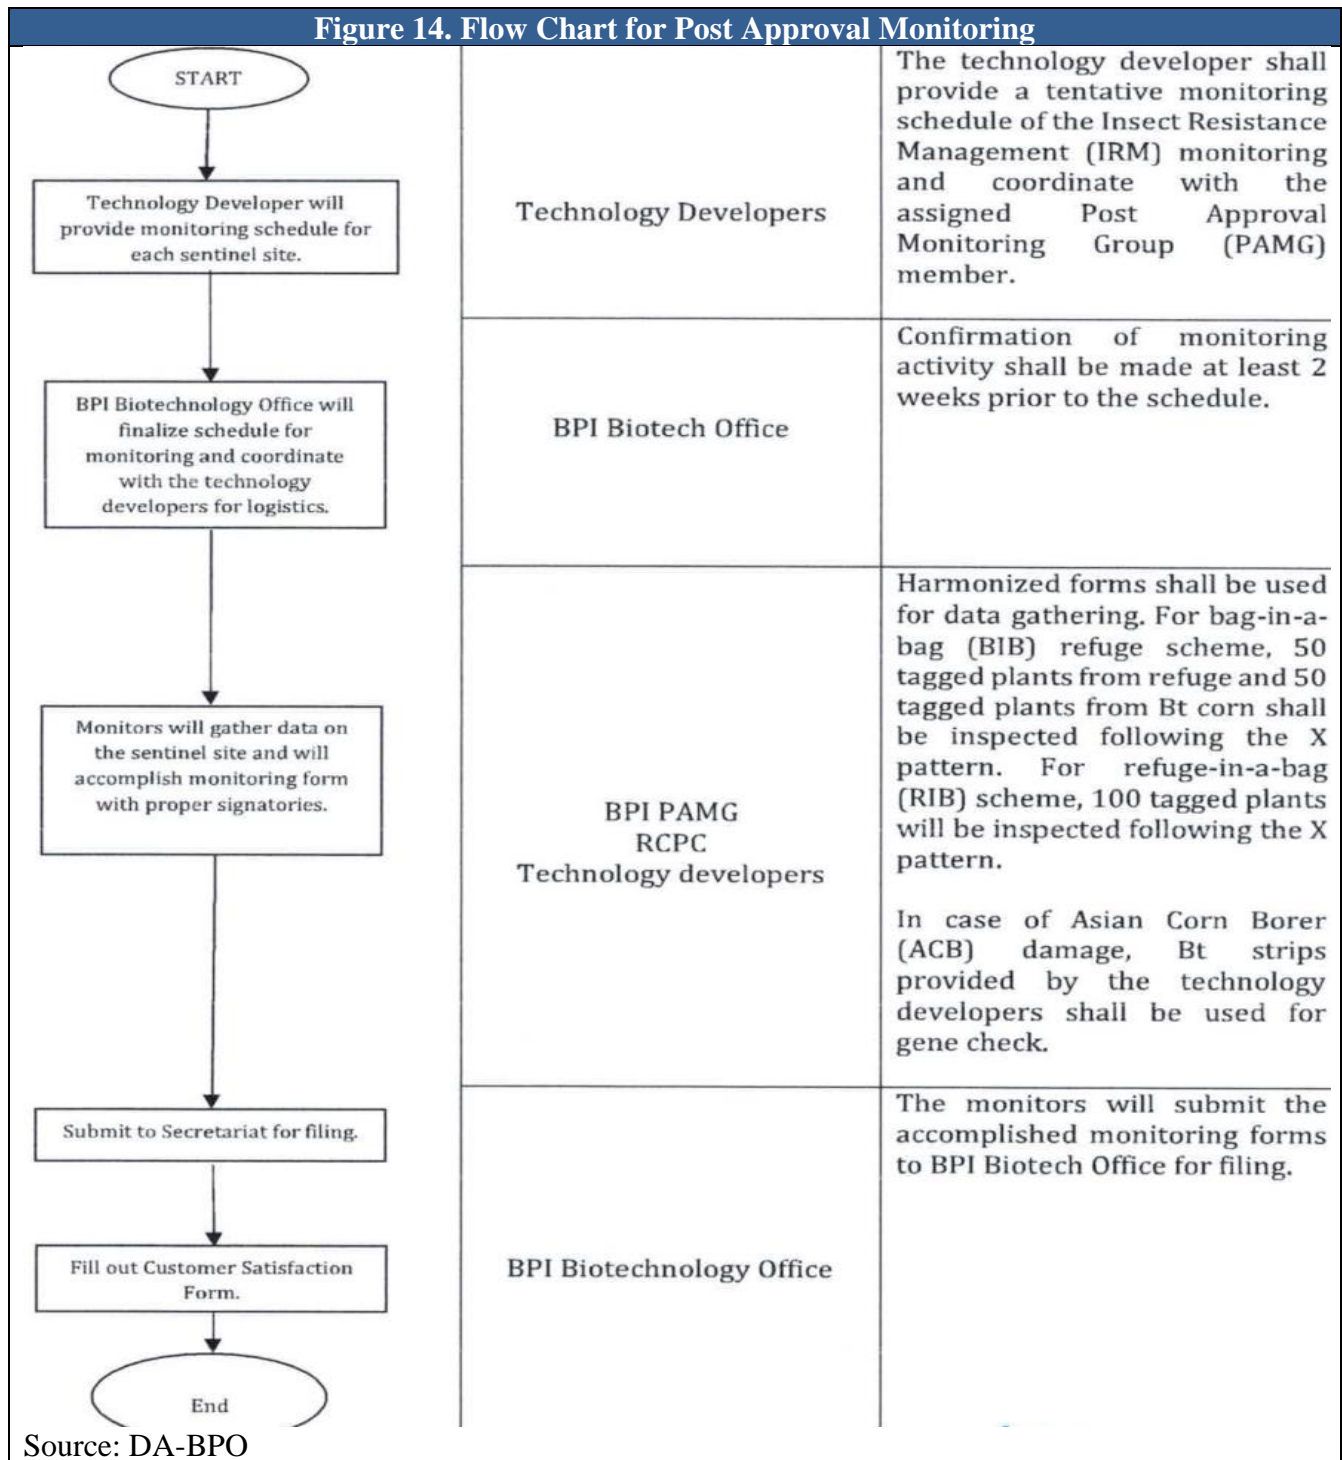 Figure 14. Flow Chart for Post Approval Monitoring
START
Technology Developer will
provide monitoring schedule for
each sentinel site.
Technology Developers
The technology developer shall
provide a tentative monitoring
schedule of the Insect Resistance
Management (IRM) monitoring
and coordinate with the
assigned Post Approval
Monitoring Group (PAMG)
member.
BPI Biotechnology Office will
finalize schedule for
monitoring and coordinate
with the technology
developers for logistics.
BPI Biotech Office
Confirmation of monitoring
activity shall be made at least 2
weeks prior to the schedule.
Monitors will gather data on
the sentinel site and will
accomplish monitoring form
with proper signatories.
BPI PAMG
RCPC
Technology developers
Harmonized forms shall be used
for data gathering. For bag-in-a-
bag (BIB) refuge scheme, 50
tagged plants from refuge and 50
tagged plants from Bt corn shall
be inspected following the X
pattern. For refuge-in-a-bag
(RIB) scheme, 100 tagged plants
will be inspected following the X
pattern.
In case of Asian Corn Borer
(ACB) damage, Bt strips
provided by the technology
developers shall be used for
gene check.
Submit to Secretariat for filing.
Fill out Customer Satisfaction
Form.
End
BPI Biotechnology Office
The monitors will submit the
accomplished monitoring forms
to BPI Biotech Office for filing.
Source: DA-BPO